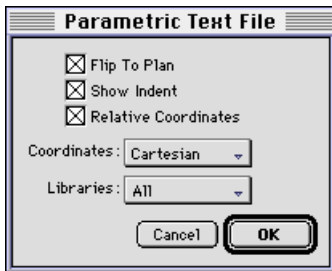 Parametric Text File
Flip To Plan
Show Indent
Relative Coordinates
Coordinates: Cartesian
Libraries: All
Cancel OK